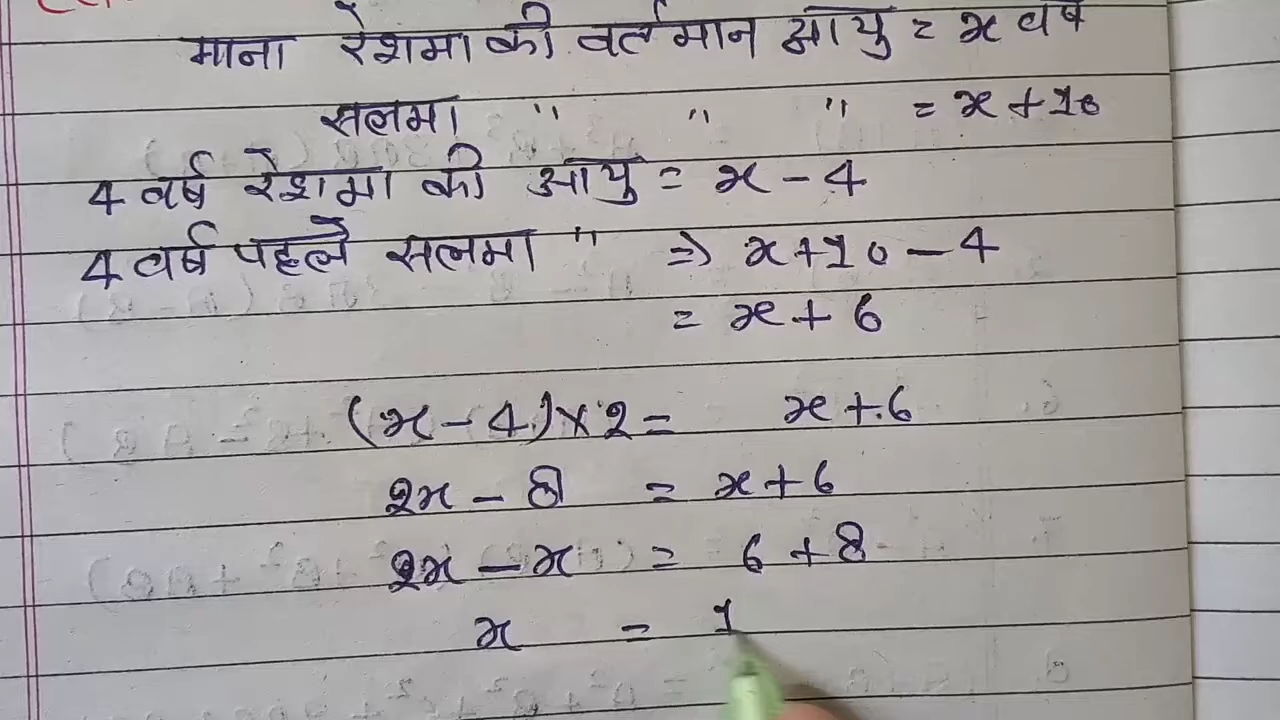 माना रेशमा की वर्तमान आयु = x वर्ष
सलमा " " " = x + 10
4 वर्ष रेशमा की आयु = x - 4
4 वर्ष पहले सलमा " ⇒ x + 10 - 4
= x + 6
(x - 4) × 2 = x + 6
2x - 8 = x + 6
2x - x = 6 + 8
x = 1